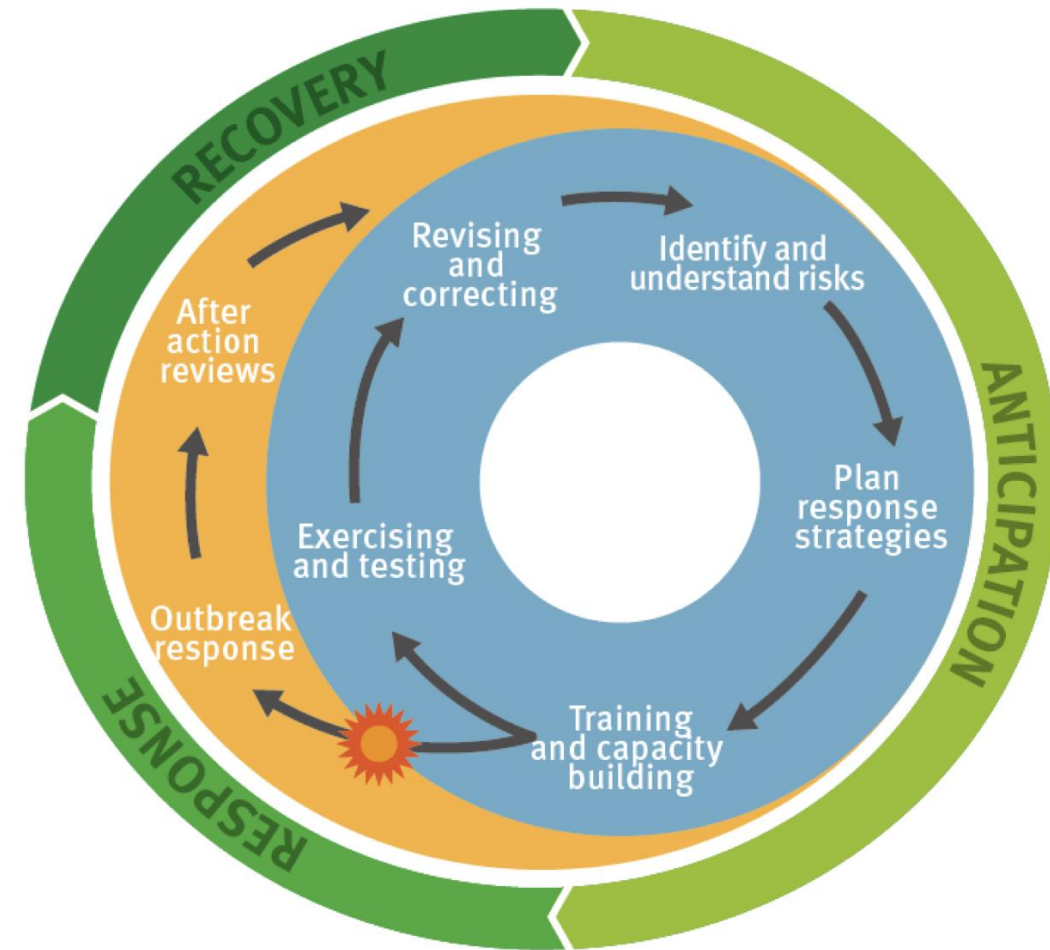 RECOVERY
ANTICIPATION
RESPONSE
Revising
and
correcting
Identify and
understand risks
Plan
response
strategies
Training
and capacity
building
Exercising
and testing
Outbreak
response
After
action
reviews